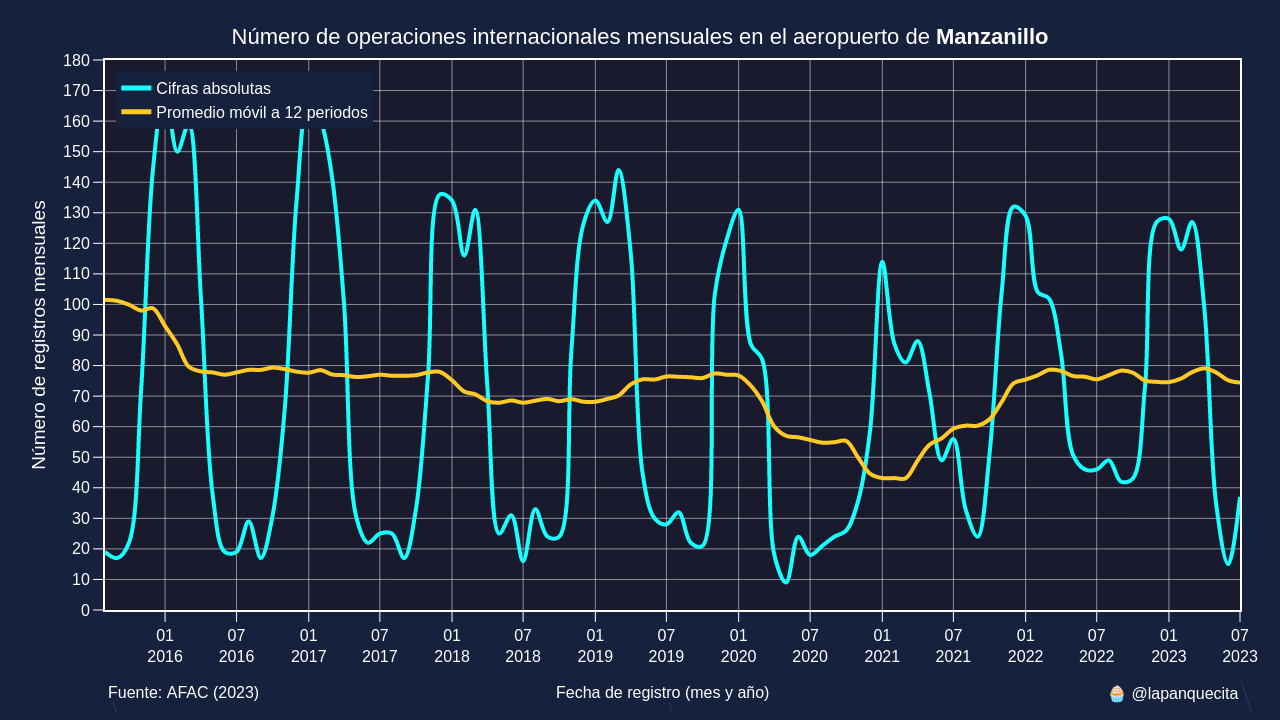 Número de operaciones internacionales mensuales en el aeropuerto de Manzanillo
Cifras absolutas
Promedio móvil a 12 periodos
Número de registros mensuales
180
170
160
150
140
130
120
110
100
90
80
70
60
50
40
30
20
10
0
01 07 01 07 01 07 01 07 01 07 01 07 01 07 01 07
2016 2016 2017 2017 2018 2018 2019 2019 2020 2020 2021 2021 2022 2022 2023 2023
Fuente: AFAC (2023) Fecha de registro (mes y año) 🧁 @lapanquecita